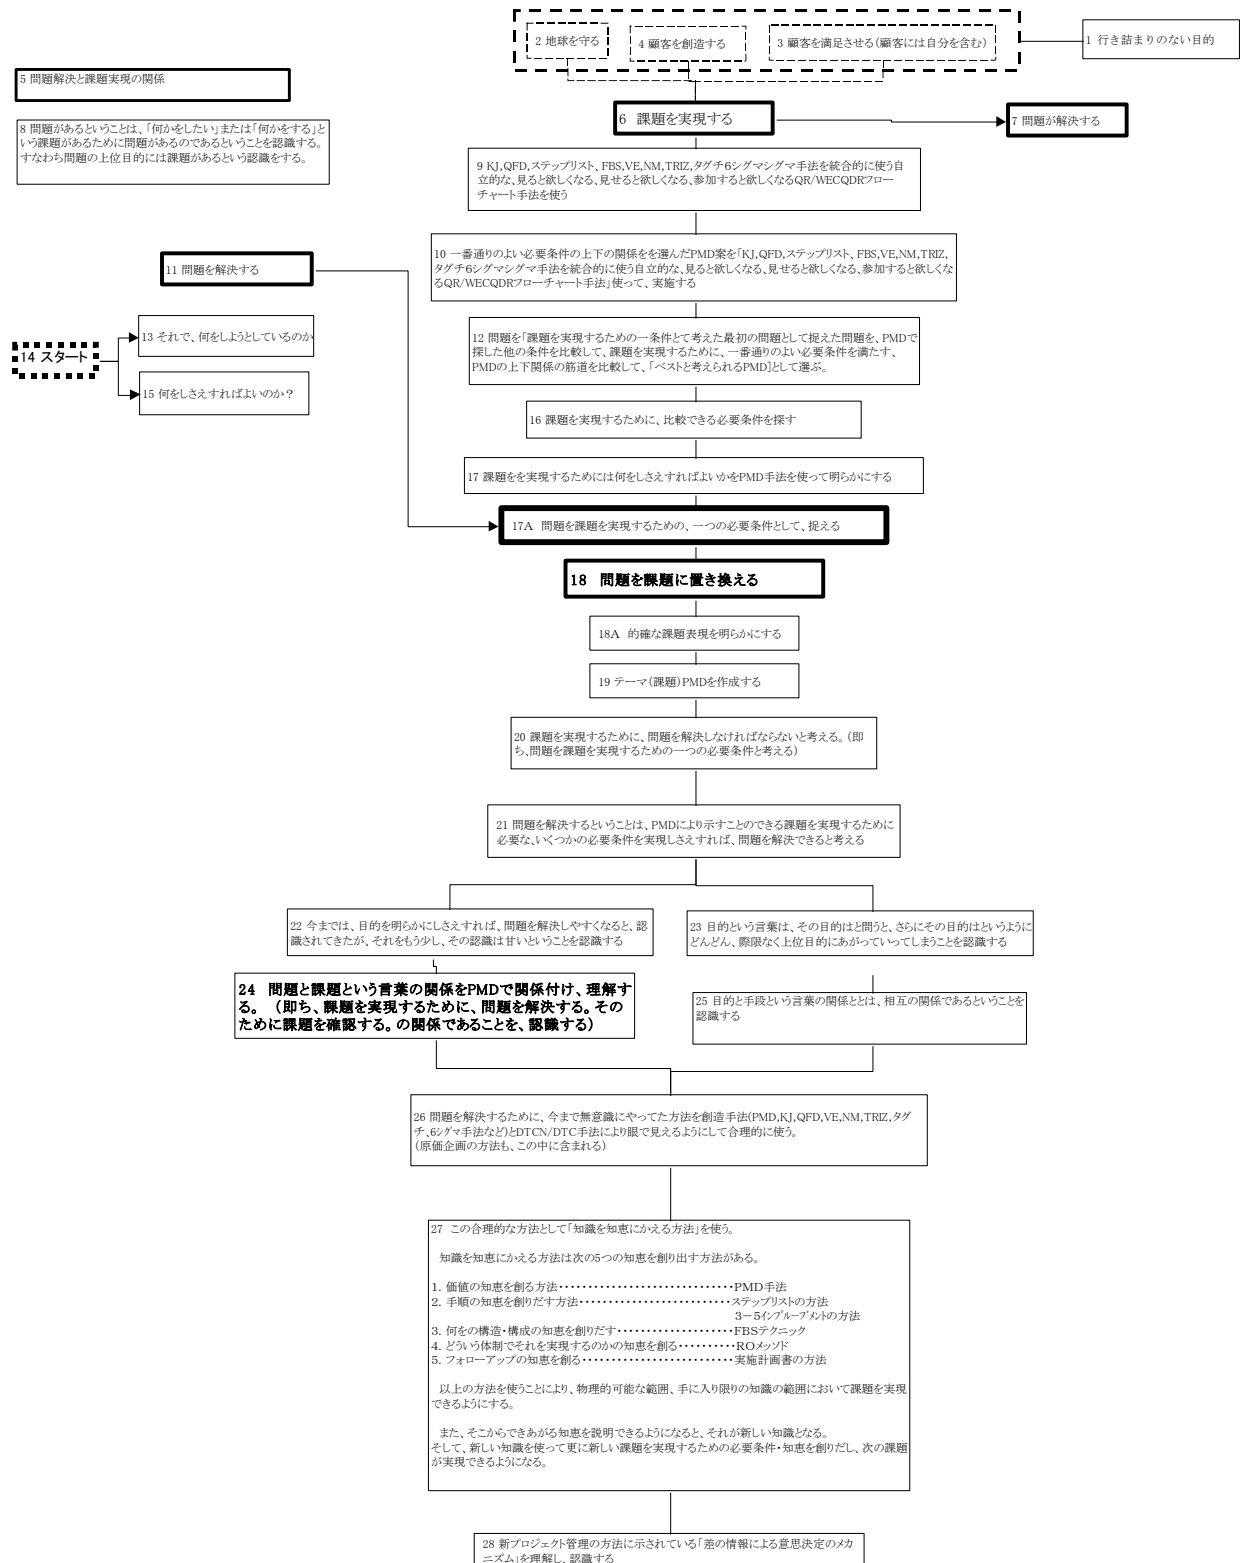 2 地球を守る
4 顧客を創造する
3 顧客を満足させる(顧客には自分を含む)
1 行き詰まりのない目的
5 問題解決と課題実現の関係
6 課題を実現する
7 問題が解決する
8 問題があるということは、「何かをしたい」または「何かをする」と
いう課題があるために問題があるのであるということを認識する。
すなわち問題の上位目的には課題があるという認識をする。
9 KJ,QFD,ステップリスト、FBS,VE,NM,TRIZ,タグチ6シグマシグマ手法を統合的に使う自
立的な、見ると欲しくなる、見せると欲しくなる、参加すると欲しくなるQR/WECQDRフロー
チャート手法を使う
10 一番通りのよい必要条件の上下の関係をを選んだPMD案を「KJ,QFD,ステップリスト、FBS,VE,NM,TRIZ,
タグチ6シグマシグマ手法を統合的に使う自立的な、見ると欲しくなる、見せると欲しくなる、参加すると欲しくな
るQR/WECQDRフローチャート手法」使って、実施する
11 問題を解決する
12 問題を「課題を実現するための一条件とて考えた最初の問題として捉えた問題を、PMDで
探した他の条件を比較して、課題を実現するために、一番通りのよい必要条件を満たす、
PMDの上下関係の筋道を比較して、「ベストと考えられるPMD]として選ぶ。
13 それで、何をしようとしているのか
14 スタート
15 何をしさえすればよいのか?
16 課題を実現するために、比較できる必要条件を探す
17 課題をを実現するためには何をしさえすればよいかをPMD手法を使って明らかにする
17A 問題を課題を実現するための、一つの必要条件として、捉える
18 問題を課題に置き換える
18A 的確な課題表現を明らかにする
19 テーマ(課題)PMDを作成する
20 課題を実現するために、問題を解決しなければならないと考える。(即
ち、問題を課題を実現するための一つの必要条件と考える)
21 問題を解決するということは、PMDにより示すことのできる課題を実現するために
必要な、いくつかの必要条件を実現しさえすれば、問題を解決できると考える
22 今までは、目的を明らかにしさえすれば、問題を解決しやすくなると、認
識されてきたが、それをもう少し、その認識は甘いということを認識する
23 目的という言葉は、その目的はと問うと、さらにその目的はというように
どんどん、際限なく上位目的にあがっていってしまうことを認識する
24 問題と課題という言葉の関係をPMDで関係付け、理解す
る。 (即ち、課題を実現するために、問題を解決する。その
ために課題を確認する。の関係であることを、認識する)
25 目的と手段という言葉の関係ととは、相互の関係であるということを
認識する
26 問題を解決するために、今まで無意識にやってた方法を創造手法(PMD,KJ,QFD,VE,NM,TRIZ,タグ
チ、6シグマ手法など)とDTCN/DTC手法により眼で見えるようにして合理的に使う。
(原価企画の方法も、この中に含まれる)
27 この合理的な方法として「知識を知恵にかえる方法」を使う。
知識を知恵にかえる方法は次の5つの知恵を創り出す方法がある。
1. 価値の知恵を創る方法・・・・・・・・・・・・・・・・・・・・・・・・・・・・PMD手法
2. 手順の知恵を創りだす方法・・・・・・・・・・・・・・・・・・・・・・・・ステップリストの方法
3-5インプルーブメントの方法
3. 何をの構造・構成の知恵を創りだす・・・・・・・・・・・・・・・・・・・FBSテクニック
4. どういう体制でそれを実現するのかの知恵を創る・・・・・・・・・ROメッソド
5. フォローアップの知恵を創る・・・・・・・・・・・・・・・・・・・・・・・・実施計画書の方法
以上の方法を使うことにより、物理的可能な範囲、手に入り限りの知識の範囲において課題を実現
できるようにする。
また、そこからできあがる知恵を説明できるようになると、それが新しい知識となる。
そして、新しい知識を使って更に新しい課題を実現するための必要条件・知恵を創りだし、次の課題
が実現できるようになる。
28 新プロジェクト管理の方法に示されている「差の情報による意思決定のメカ
ニズム」を理解し、認識する